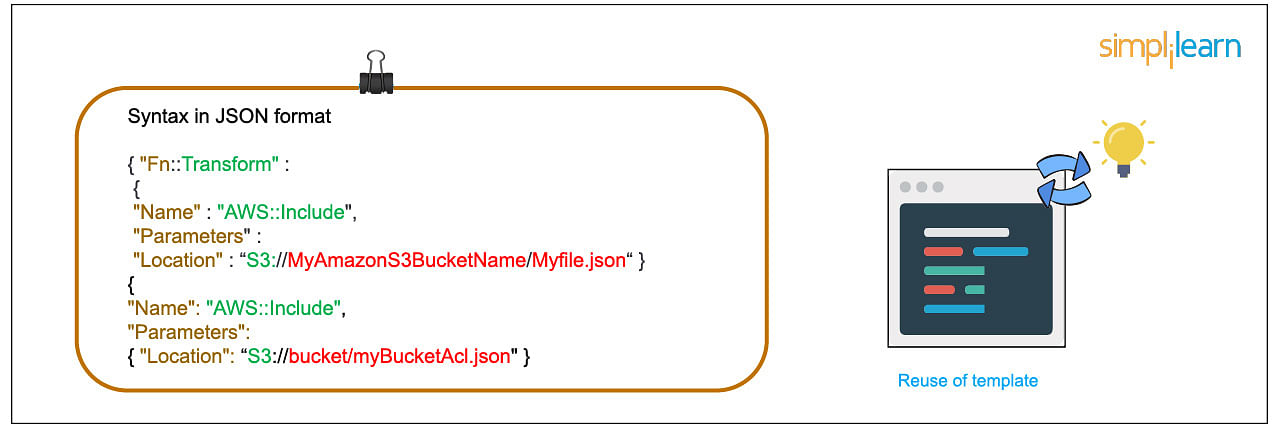 simplilearn
Syntax in JSON format
{ "Fn::Transform" :
{
"Name" : "AWS::Include",
"Parameters" :
"Location" : “S3://MyAmazonS3BucketName/Myfile.json“ }
{
"Name": "AWS::Include",
"Parameters":
{ "Location": “S3://bucket/myBucketAcl.json" }
Reuse of template